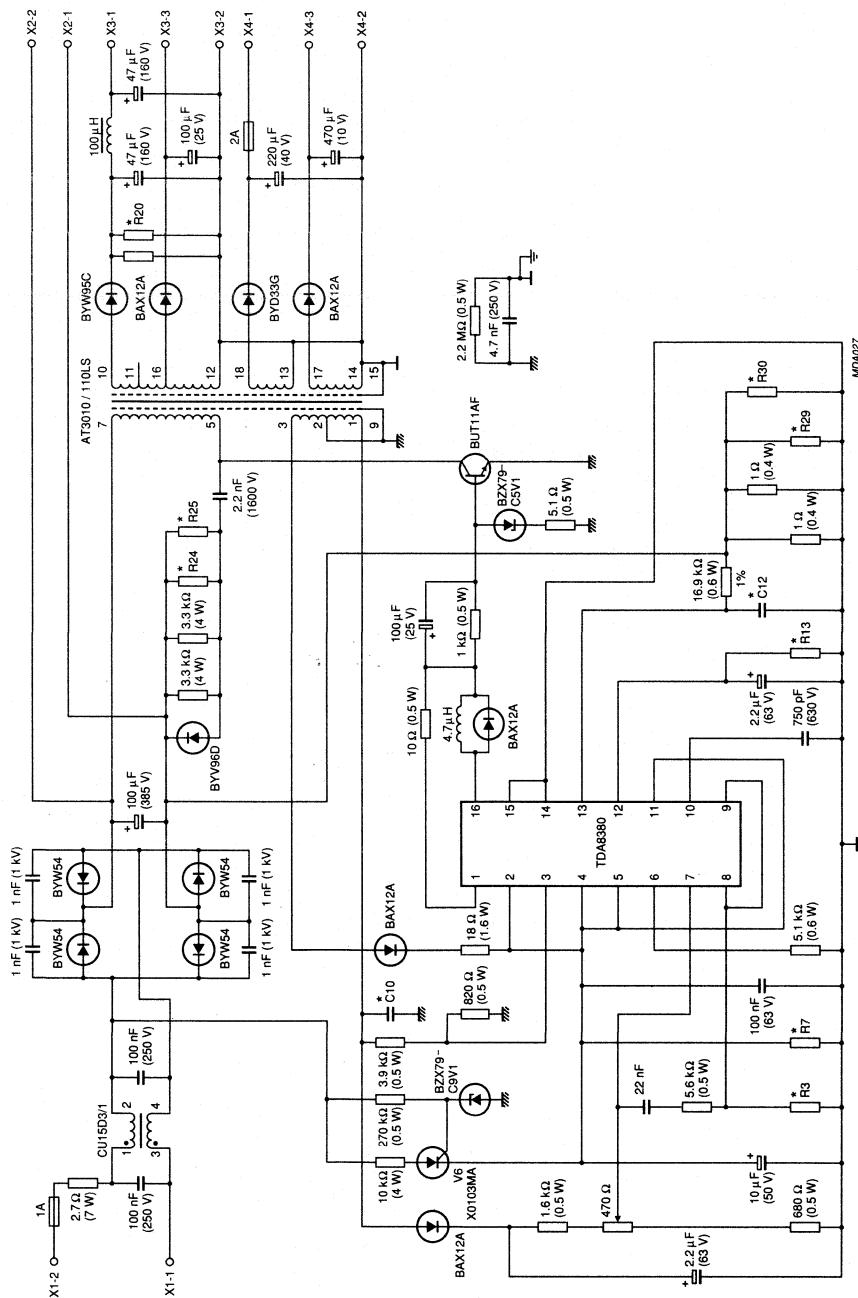 X2-2
X2-1
X3-1
X3-3
X3-2
X4-1
X4-3
X4-2
47 µF
(160 V)
100 µH
100 µF
(25 V)
47 µF
(160 V)
2A
470 µF
(10 V)
220 µF
(40 V)
* R20
BYW95C
BAX12A
BYD33G
BAX12A
AT3010 / 110LS
10
11
16
12
18
13
17
14
15
7
5
3
2
1
9
2.2 MΩ (0.5 W)
4.7 nF (250 V)
2.2 nF
(1600 V)
* R25
* R24
3.3 kΩ
(4 W)
3.3 kΩ
(4 W)
BYV96D
100 µF
(385 V)
BUT11AF
BZX79-
C5V1
5.1 Ω
(0.5 W)
100 µF
(25 V)
1 kΩ (0.5 W)
10 Ω (0.5 W)
4.7 µH
BAX12A
* R30
* R29
1 Ω
(0.4 W)
1 Ω
(0.4 W)
16.9 kΩ
(0.6 W)
1%
* C12
* R13
2.2 µF
(63 V)
750 pF
(630 V)
MDA027
1 nF (1 kV)
BYW54
1 nF (1 kV)
BYW54
1 nF (1 kV)
BYW54
1 nF (1 kV)
BYW54
TDA8380
16
15
14
13
12
11
10
9
1
2
3
4
5
6
7
8
BAX12A
18 Ω
(1.6 W)
* C10
820 Ω
(0.5 W)
3.9 kΩ
(0.5 W)
BZX79-
C9V1
270 kΩ
(0.5 W)
10 kΩ
(4 W)
V6
X0103MA
BAX12A
5.1 kΩ
(0.6 W)
100 nF
(63 V)
* R7
22 nF
5.6 kΩ
(0.5 W)
* R3
10 µF
(50 V)
1.6 kΩ
(0.5 W)
470 Ω
680 Ω
(0.5 W)
2.2 µF
(63 V)
100 nF
(250 V)
CU15D3/1
1
2
3
4
100 nF
(250 V)
1A
2.7 Ω
(7 W)
X1-2
X1-1